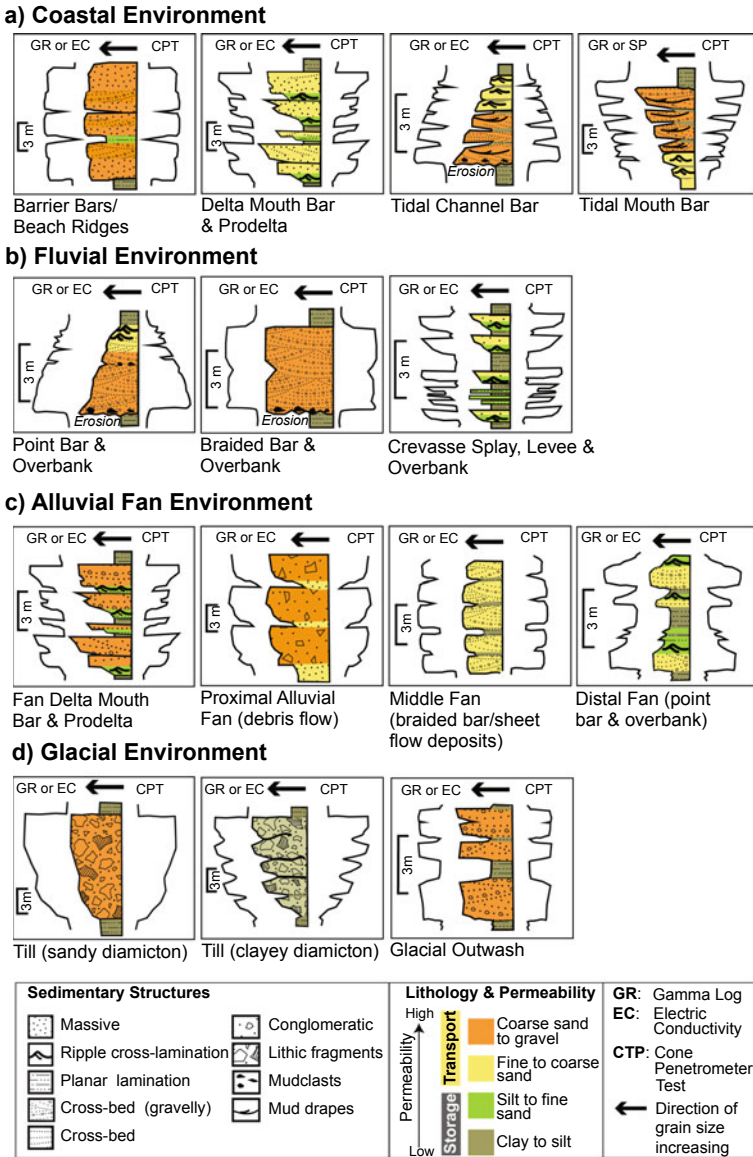 a) Coastal Environment
GR or EC CPT
3 m
Barrier Bars/
Beach Ridges
GR or EC CPT
3 m
Delta Mouth Bar
& Prodelta
GR or EC CPT
3 m
Erosion
Tidal Channel Bar
GR or SP CPT
3 m
Tidal Mouth Bar
b) Fluvial Environment
GR or EC CPT
3 m
Erosion
Point Bar &
Overbank
GR or EC CPT
3 m
Erosion
Braided Bar &
Overbank
GR or EC CPT
3 m
Crevasse Splay, Levee &
Overbank
c) Alluvial Fan Environment
GR or EC CPT
3 m
Fan Delta Mouth
Bar & Prodelta
GR or EC CPT
3 m
Proximal Alluvial
Fan (debris flow)
GR or EC CPT
3m
Middle Fan
(braided bar/sheet
flow deposits)
GR or EC CPT
3 m
Distal Fan (point
bar & overbank)
d) Glacial Environment
GR or EC CPT
3m
Till (sandy diamicton)
GR or EC CPT
3m
Till (clayey diamicton)
GR or EC CPT
3m
Glacial Outwash
Sedimentary Structures
Massive
Ripple cross-lamination
Planar lamination
Cross-bed (gravelly)
Cross-bed
Conglomeratic
Lithic fragments
Mudclasts
Mud drapes
Lithology & Permeability
High
Permeability
Low
Transport
Storage
Coarse sand
to gravel
Fine to coarse
sand
Silt to fine
sand
Clay to silt
GR: Gamma Log
EC: Electric
Conductivity
CTP: Cone
Penetrometer
Test
Direction of
grain size
increasing